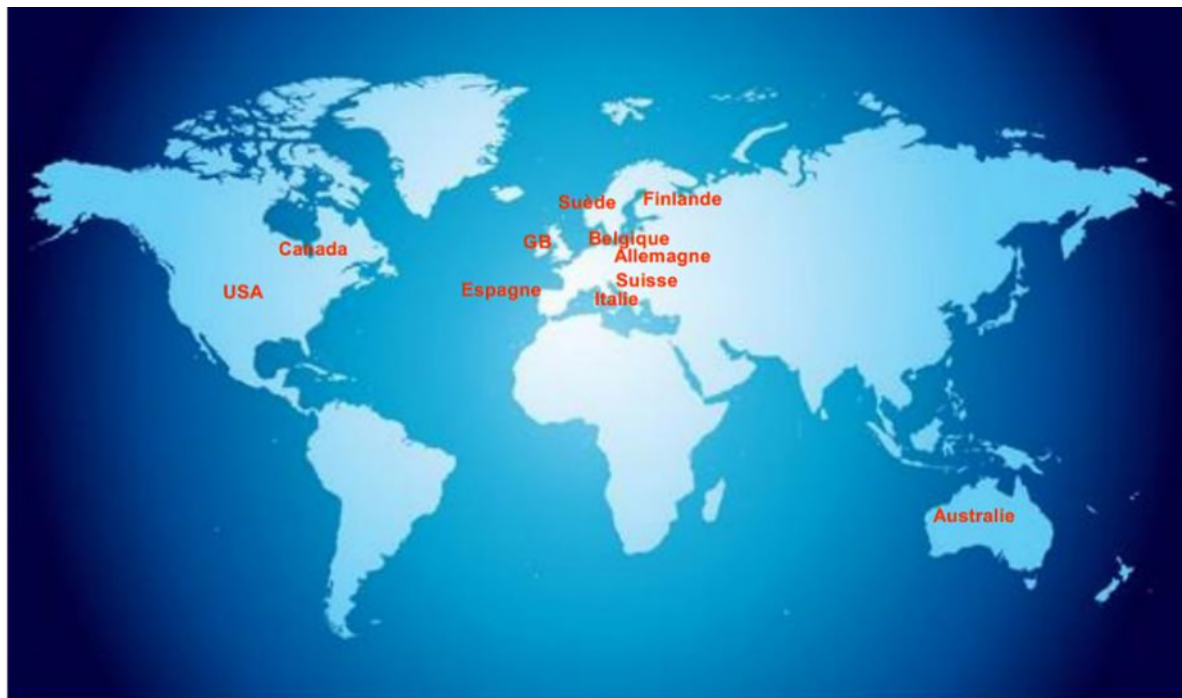 Suède
Finlande
GB
Belgique
Canada
Allemagne
Suisse
USA
Espagne
Italie
Australie